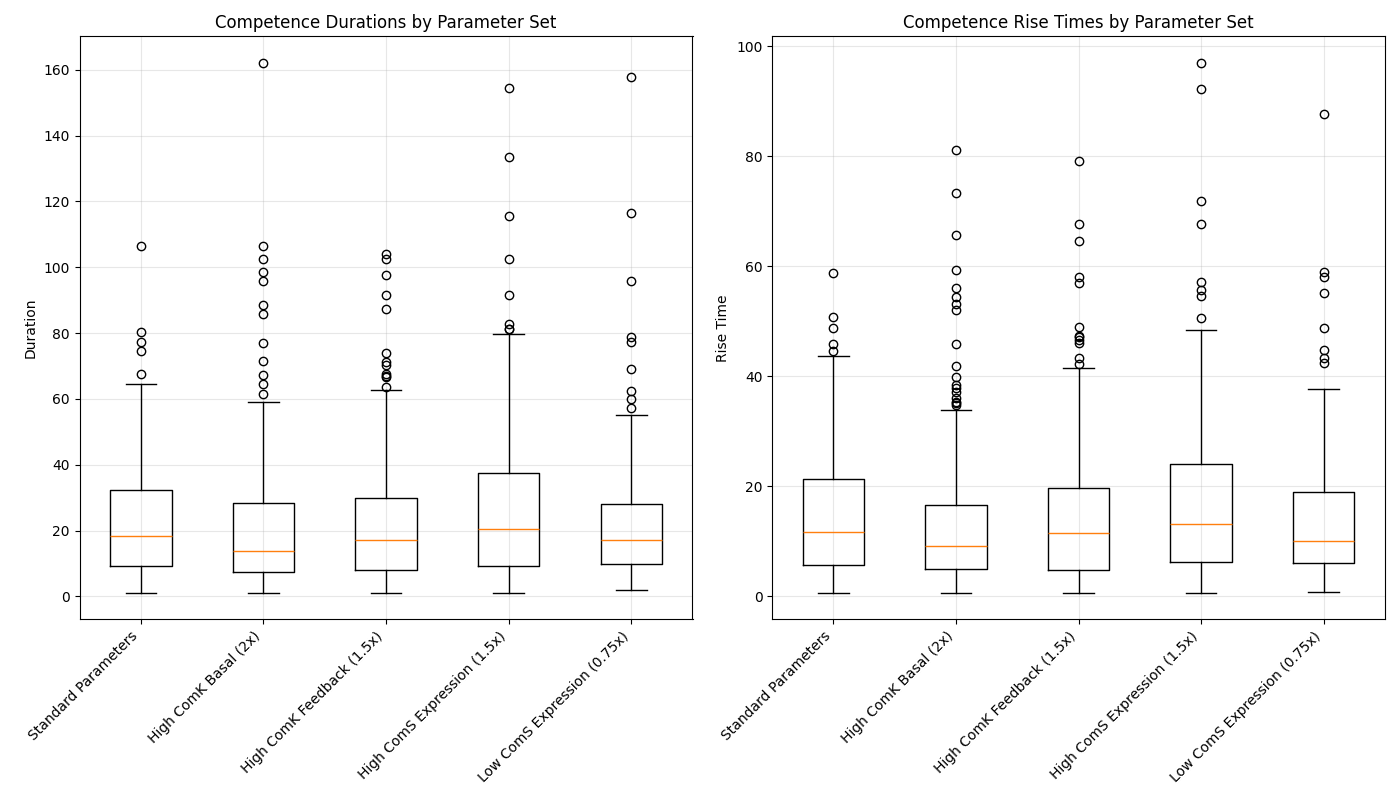 Competence Durations by Parameter Set
Duration
160
140
120
100
80
60
40
20
0
Standard Parameters
High ComK Basal (2x)
High ComK Feedback (1.5x)
High ComS Expression (1.5x)
Low ComS Expression (0.75x)
Competence Rise Times by Parameter Set
Rise Time
100
80
60
40
20
0
Standard Parameters
High ComK Basal (2x)
High ComK Feedback (1.5x)
High ComS Expression (1.5x)
Low ComS Expression (0.75x)